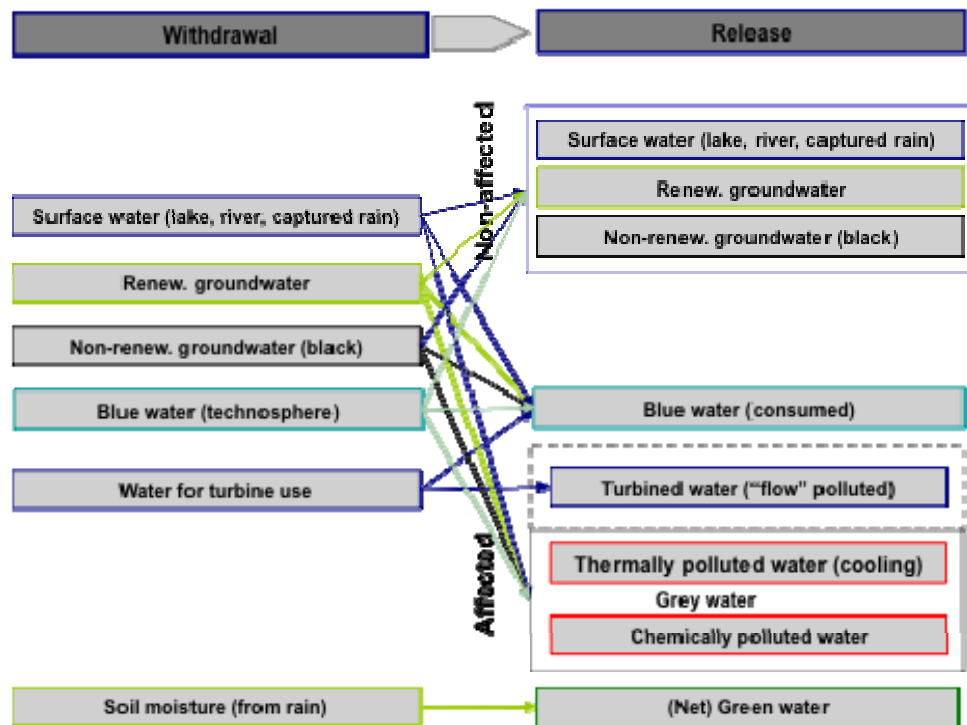 Withdrawal
Release
Non-affected
Surface water (lake, river, captured rain)
Renew. groundwater
Non-renew. groundwater (black)
Surface water (lake, river, captured rain)
Renew. groundwater
Non-renew. groundwater (black)
Blue water (technosphere)
Blue water (consumed)
Water for turbine use
Turbined water ("“flow” polluted)
Affected
Thermally polluted water (cooling)
Grey water
Chemically polluted water
Soil moisture (from rain)
(Net) Green water